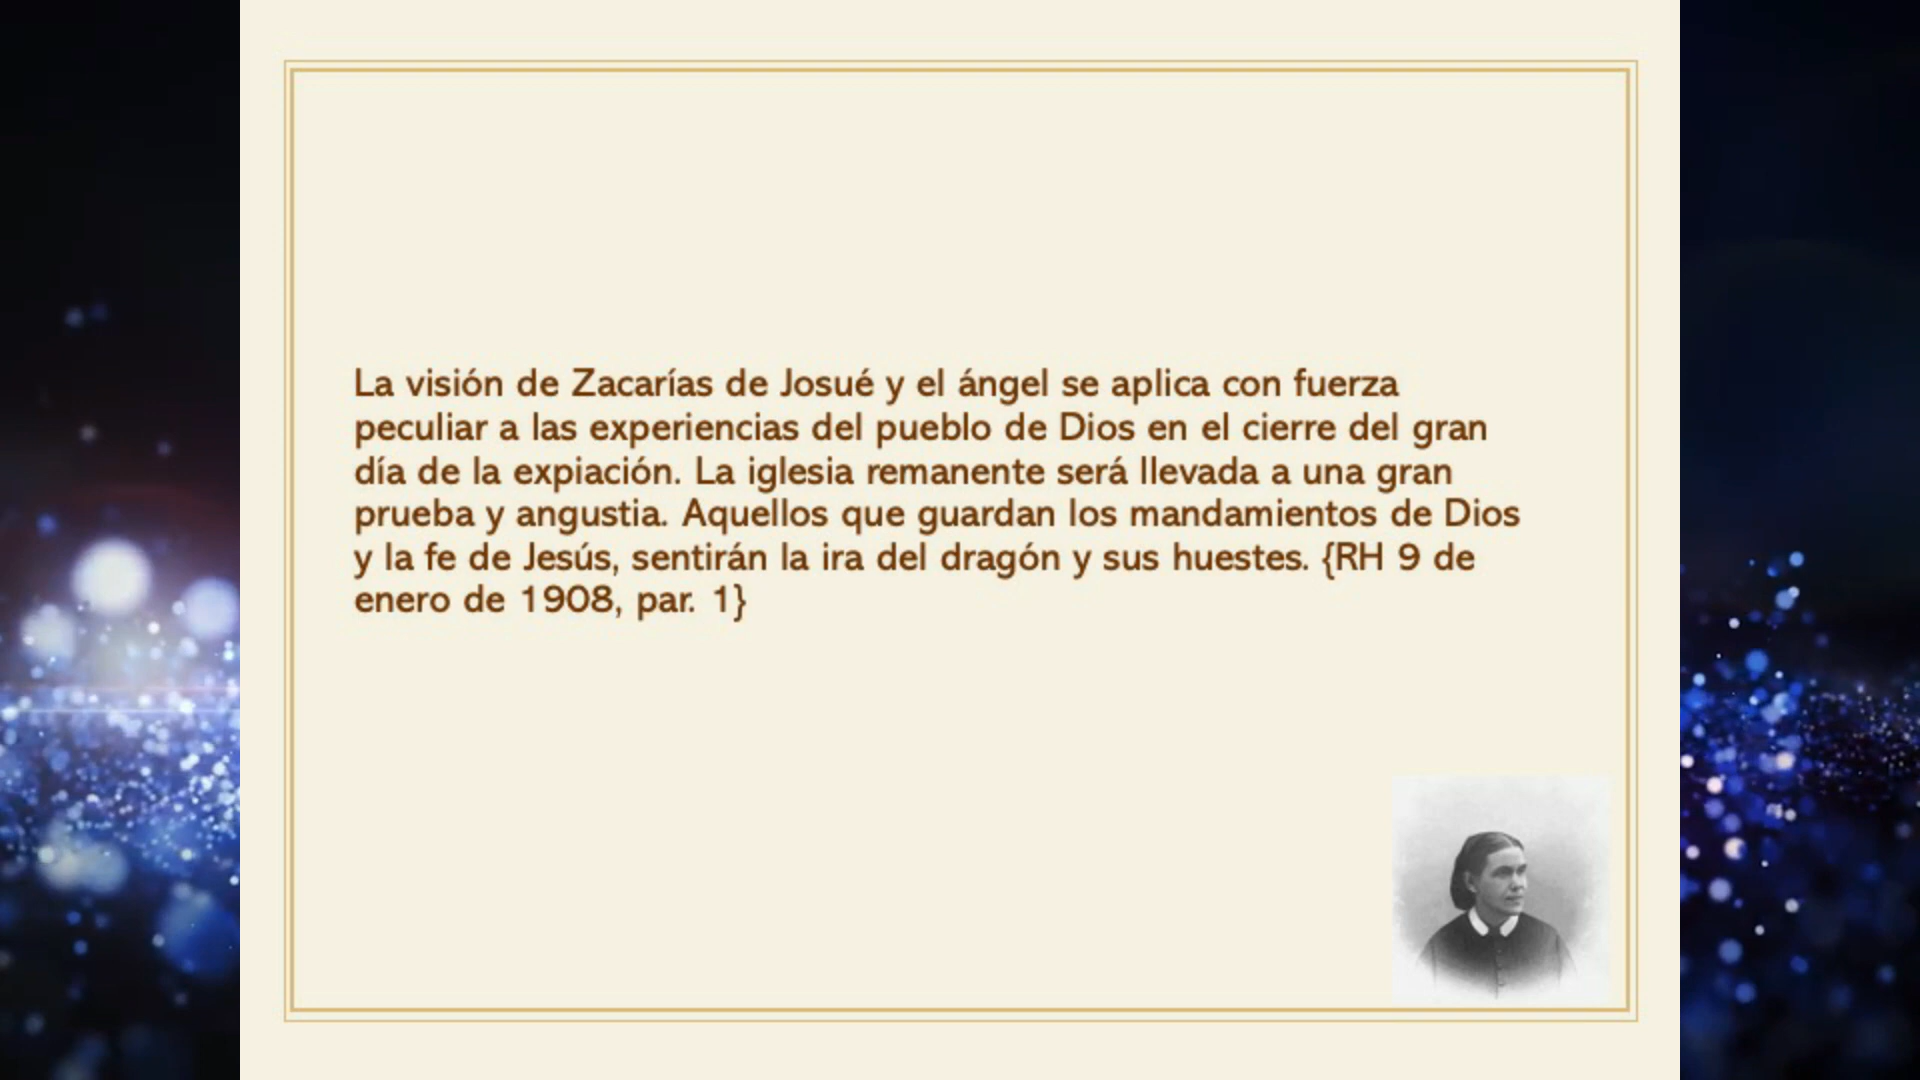 La visión de Zacarías de Josué y el ángel se aplica con fuerza
peculiar a las experiencias del pueblo de Dios en el cierre del gran
día de la expiación. La iglesia remanente será llevada a una gran
prueba y angustia. Aquellos que guardan los mandamientos de Dios
y la fe de Jesús, sentirán la ira del dragón y sus huestes. {RH 9 de
enero de 1908, par. 1}